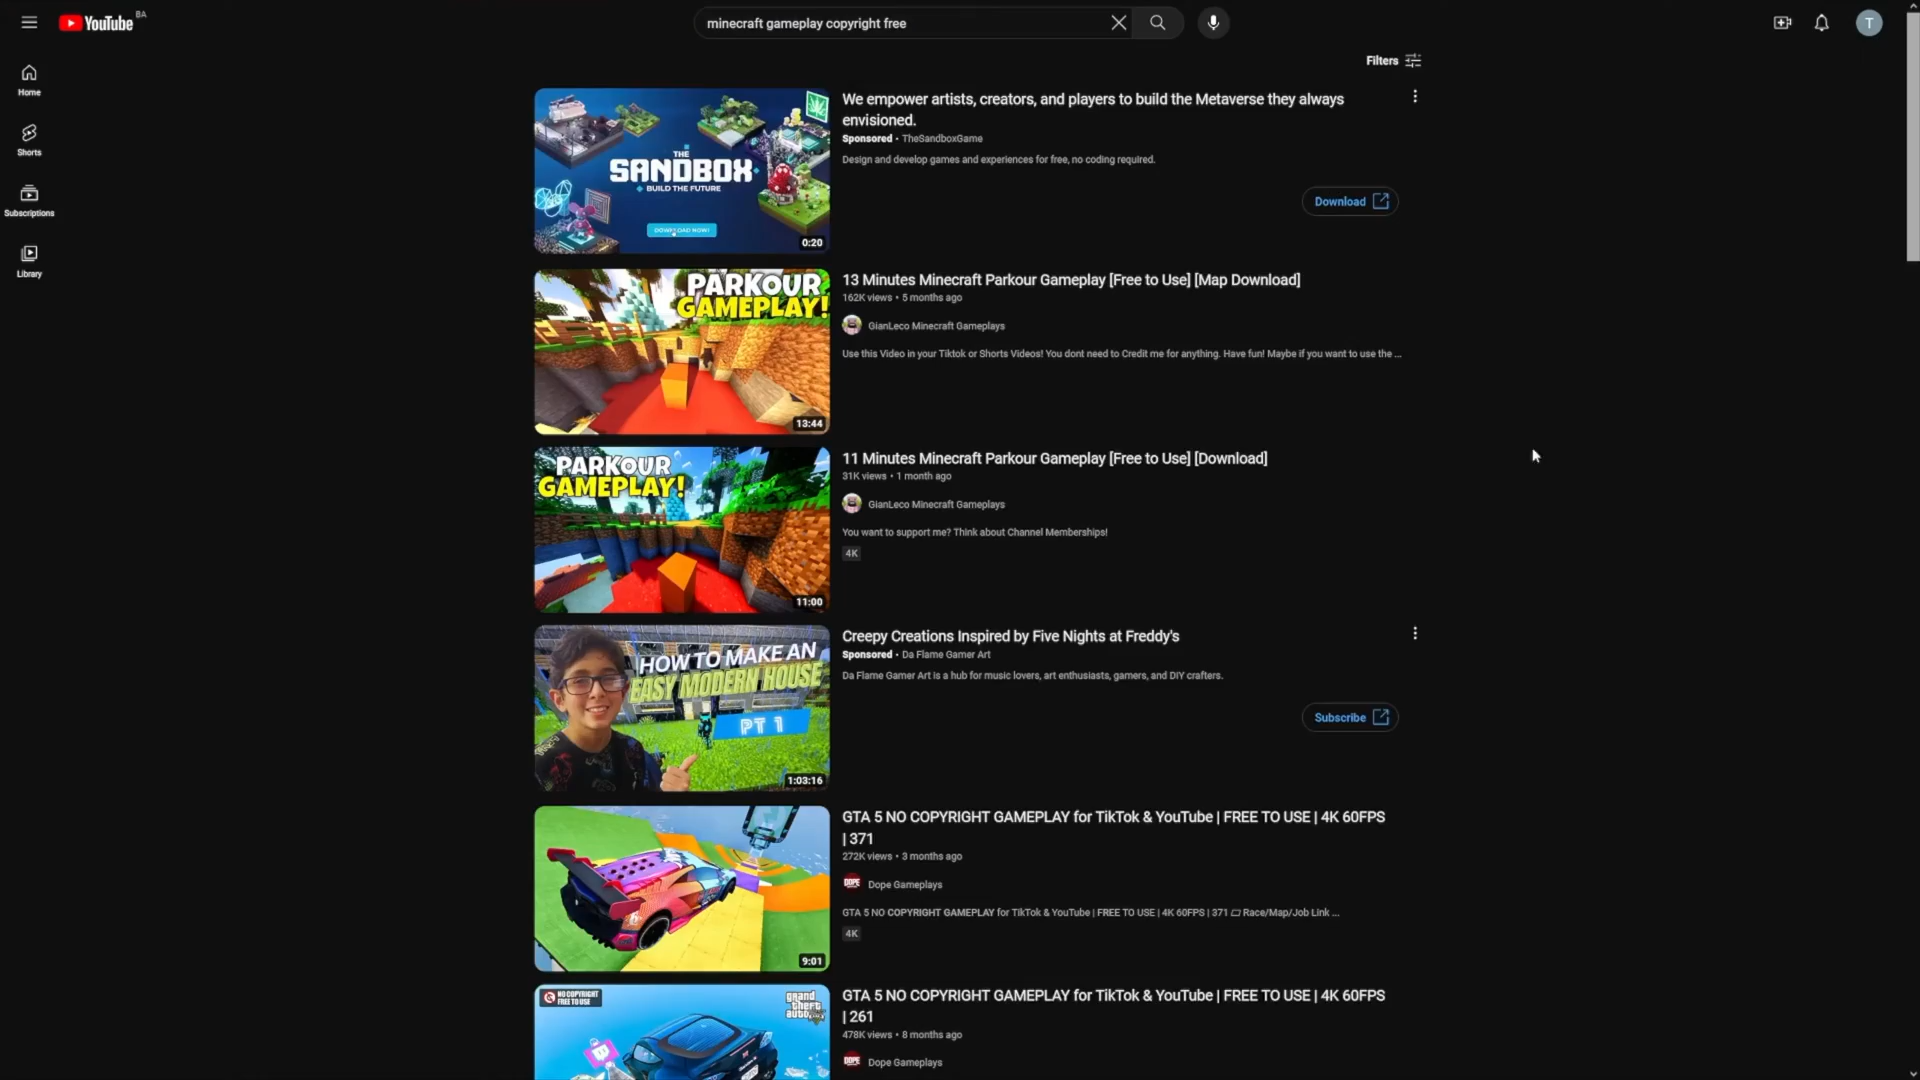 YouTube BA
minecraft gameplay copyright free
T
Filters
Home
Shorts
Subscriptions
Library
THE
SANDBOX
BUILD THE FUTURE
DOWNLOAD NOW!
0:20
We empower artists, creators, and players to build the Metaverse they always
envisioned.
Sponsored • TheSandboxGame
Design and develop games and experiences for free, no coding required.
Download
PARKOUR
GAMEPLAY!
13:44
13 Minutes Minecraft Parkour Gameplay [Free to Use] [Map Download]
162K views • 5 months ago
GianLeco Minecraft Gameplays
Use this Video in your Tiktok or Shorts Videos! You dont need to Credit me for anything. Have fun! Maybe if you want to use the ...
PARKOUR
GAMEPLAY!
11:00
11 Minutes Minecraft Parkour Gameplay [Free to Use] [Download]
31K views • 1 month ago
GianLeco Minecraft Gameplays
You want to support me? Think about Channel Memberships!
4K
HOW TO MAKE AN
EASY MODERN HOUSE
PT 1
1:03:16
Creepy Creations Inspired by Five Nights at Freddy's
Sponsored • Da Flame Gamer Art
Da Flame Gamer Art is a hub for music lovers, art enthusiasts, gamers, and DIY crafters.
Subscribe
9:01
GTA 5 NO COPYRIGHT GAMEPLAY for TikTok & YouTube | FREE TO USE | 4K 60FPS
| 371
272K views • 3 months ago
DOPE
Dope Gameplays
GTA 5 NO COPYRIGHT GAMEPLAY for TikTok & YouTube | FREE TO USE | 4K 60FPS | 371 Race/Map/Job Link ...
4K
NO COPYRIGHT
FREE TO USE
grand
theft
auto
GTA 5 NO COPYRIGHT GAMEPLAY for TikTok & YouTube | FREE TO USE | 4K 60FPS
| 261
478K views • 8 months ago
DOPE
Dope Gameplays